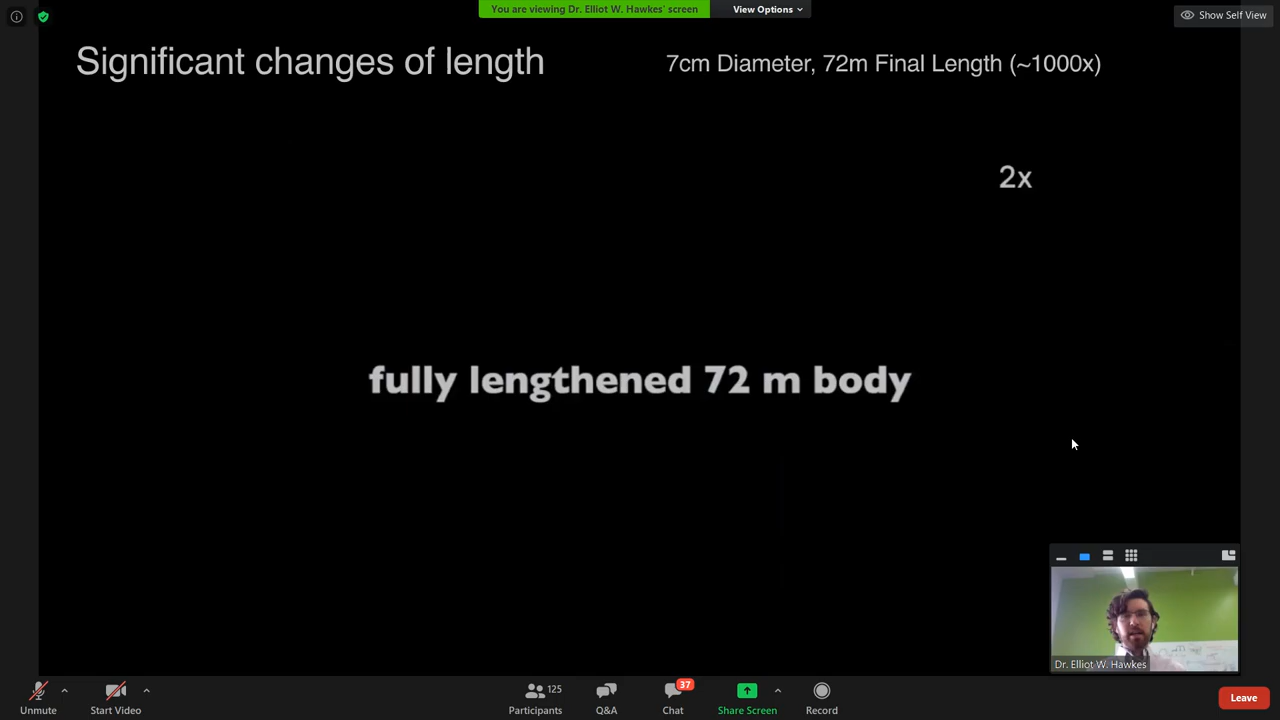 You are viewing Dr. Elliot W. Hawkes' screen
View Options
Show Self View
Significant changes of length
7cm Diameter, 72m Final Length (~1000x)
2x
fully lengthened 72 m body
Dr. Elliot W. Hawkes
Unmute
Start Video
125
Participants
Q&A
37
Chat
Share Screen
Record
Leave